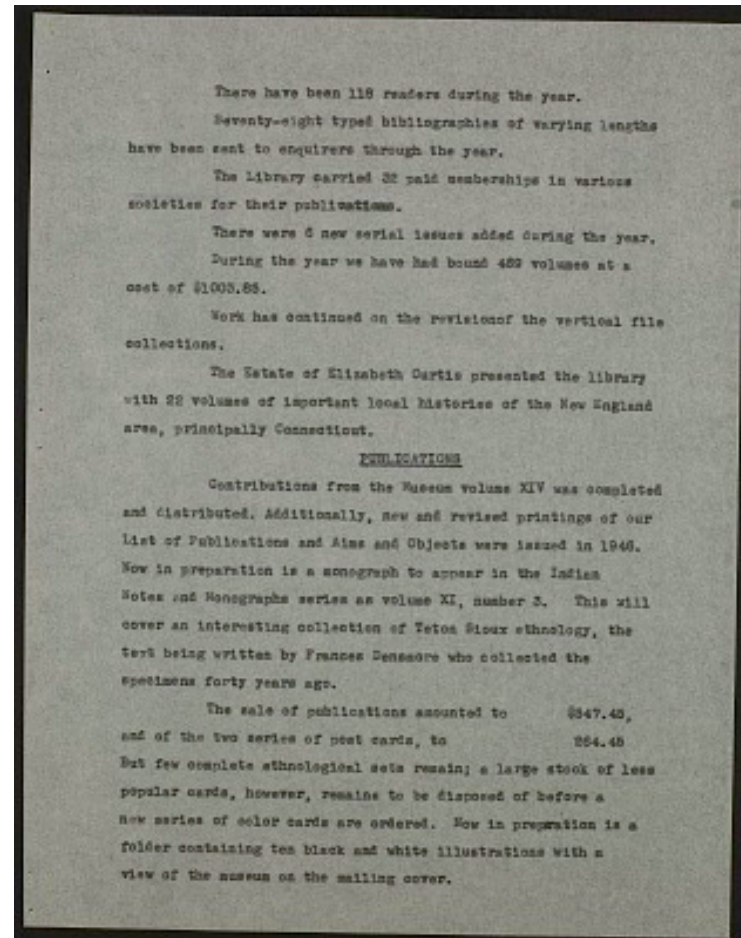 There have been 118 readers during the year.
Seventy-eight typed bibliographies of varying lengths
have been sent to enquirers through the year.
The Library carried 32 paid memberships in various
societies for their publications.
There were 6 new serial issues added during the year.
During the year we have had bound 489 volumes at a
cost of $1003.85.
Work has continued on the revisionof the vertical file
collections.
The Estate of Elizabeth Curtis presented the library
with 22 volumes of important local histories of the New England
area, principally Connecticut.
PUBLICATIONS
Contributions from the Museum volume XIV was completed
and distributed. Additionally, new and revised printings of our
List of Publications and Aims and Objects were issued in 1946.
Now in preparation is a monograph to appear in the Indian
Notes and Monographs series as volume XI, number 3. This will
cover an interesting collection of Teton Sioux ethnology, the
text being written by Frances Densmore who collected the
specimens forty years ago.
The sale of publications amounted to $347.45,
and of the two series of post cards, to 264.45
But few complete ethnological sets remain; a large stock of less
popular cards, however, remains to be disposed of before a
new series of color cards are ordered. Now in preparation is a
folder containing ten black and white illustrations with a
view of the museum on the mailing cover.